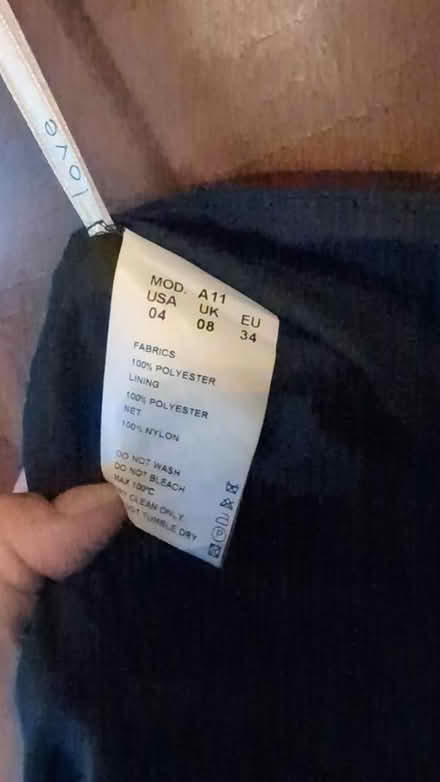 love
MOD. A11
USA UK EU
04 08 34
FABRICS
100% POLYESTER
LINING
100% POLYESTER
NET
100% NYLON
DO NOT WASH
DO NOT BLEACH
MAX 100°C
CLEAN ONLY
TUMBLE DRY